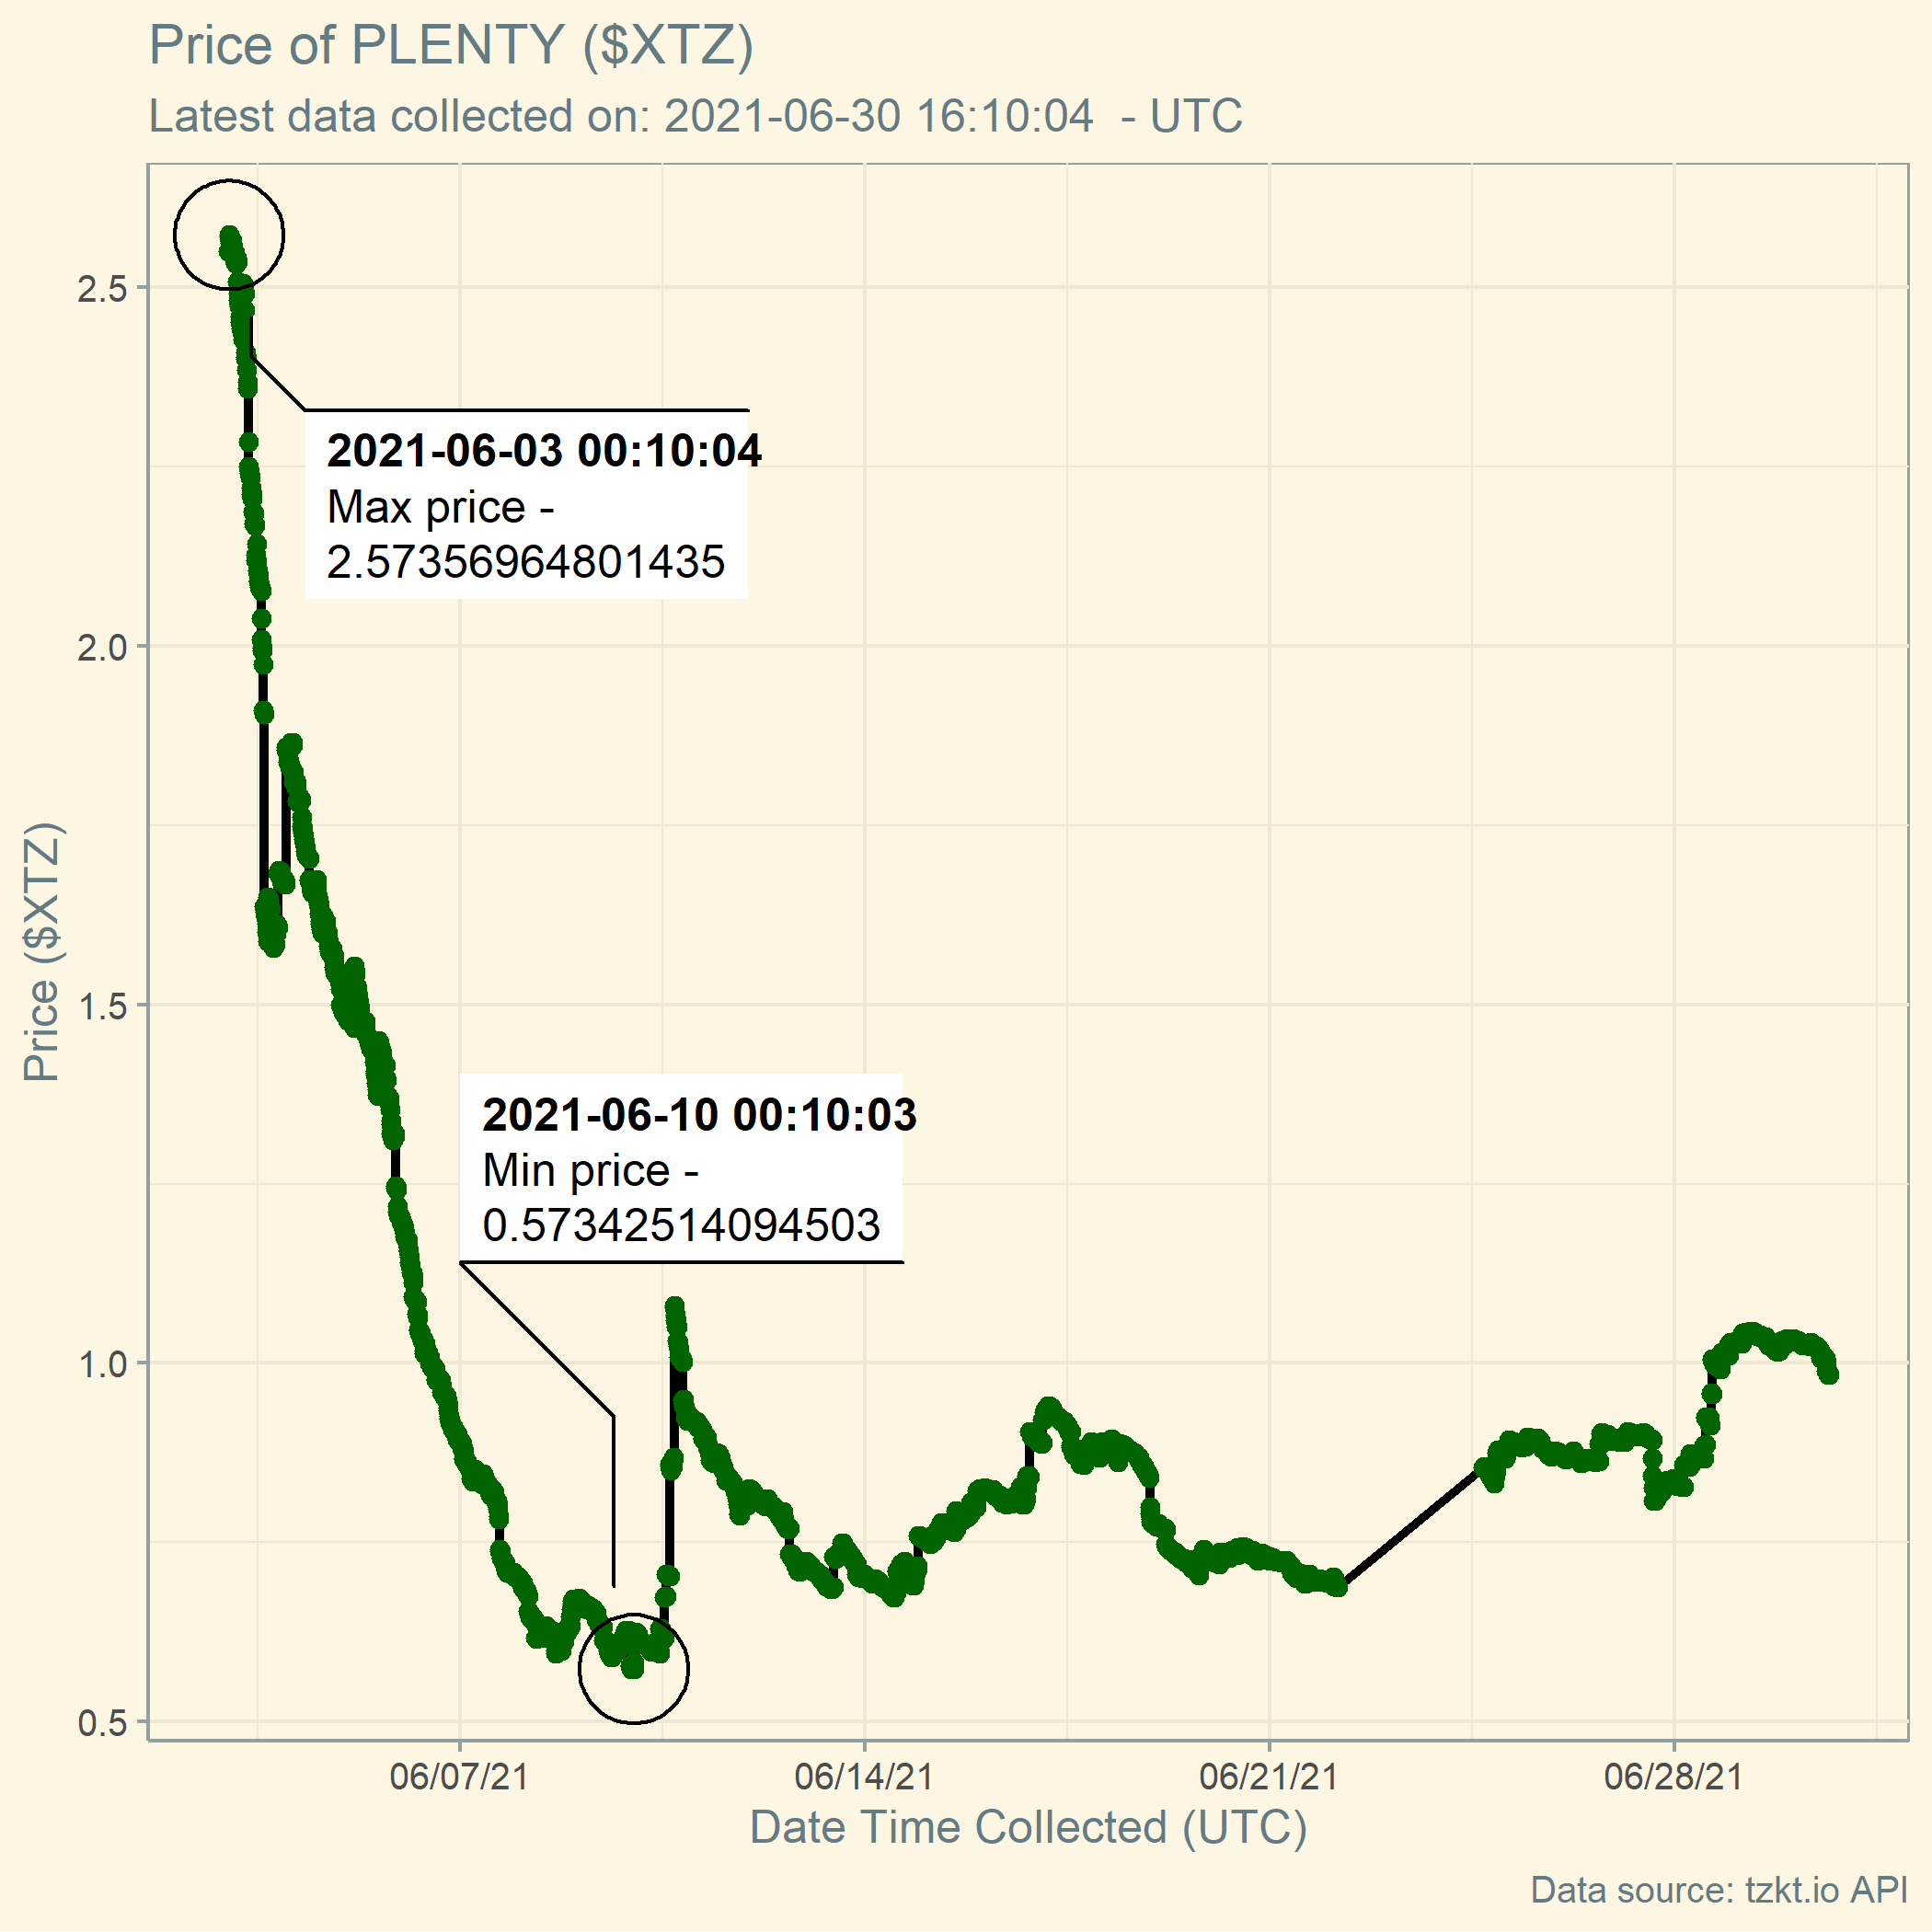 Price of PLENTY ($XTZ)
Latest data collected on: 2021-06-30 16:10:04  - UTC
2.5
2.0
1.5
1.0
0.5
Price ($XTZ)
2021-06-03 00:10:04
Max price -
2.57356964801435
2021-06-10 00:10:03
Min price -
0.57342514094503
06/07/21
06/14/21
06/21/21
06/28/21
Date Time Collected (UTC)
Data source: tzkt.io API